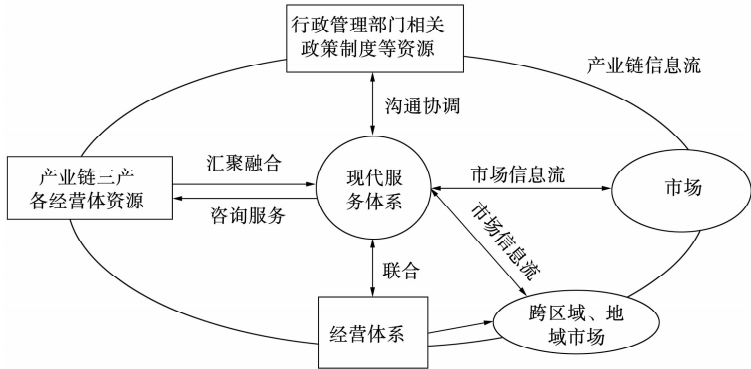 行政管理部门相关
政策制度等资源
产业链信息流
沟通协调
产业链三产
各经营体资源
汇聚融合
咨询服务
现代服
务体系
市场信息流
市场
市场信息流
联合
经营体系
跨区域、地
域市场